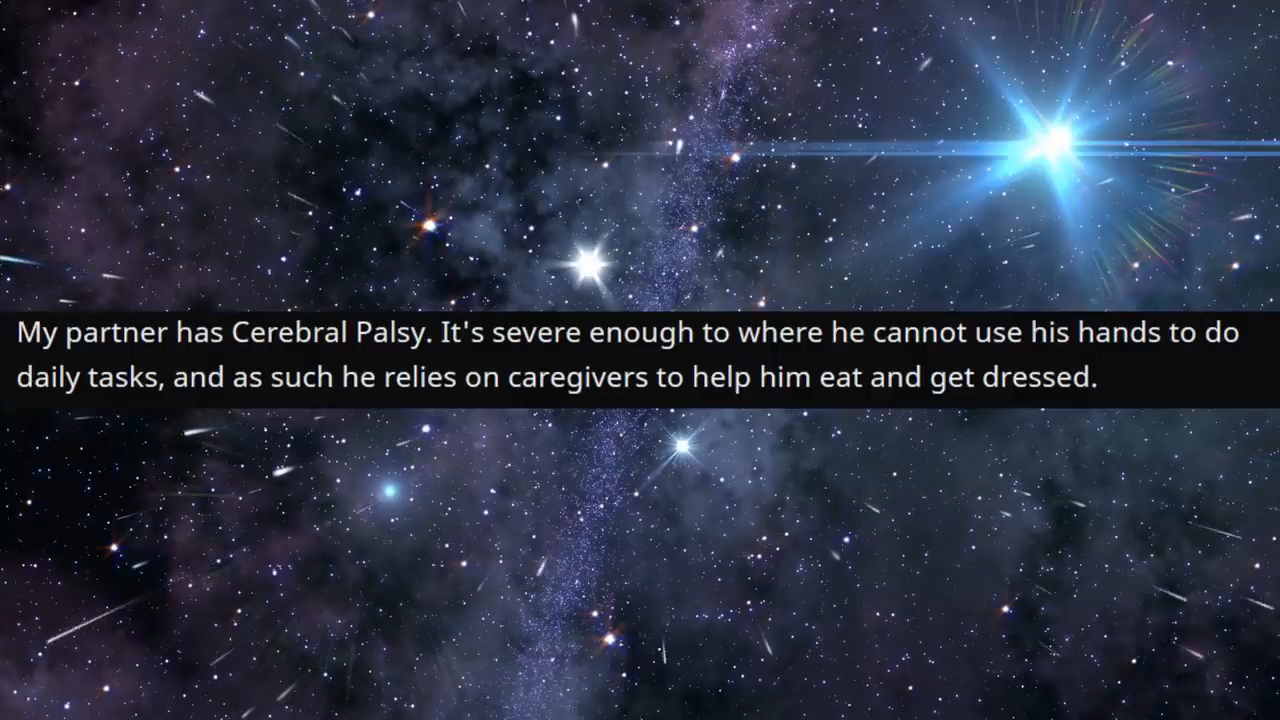 My partner has Cerebral Palsy. It's severe enough to where he cannot use his hands to do
daily tasks, and as such he relies on caregivers to help him eat and get dressed.